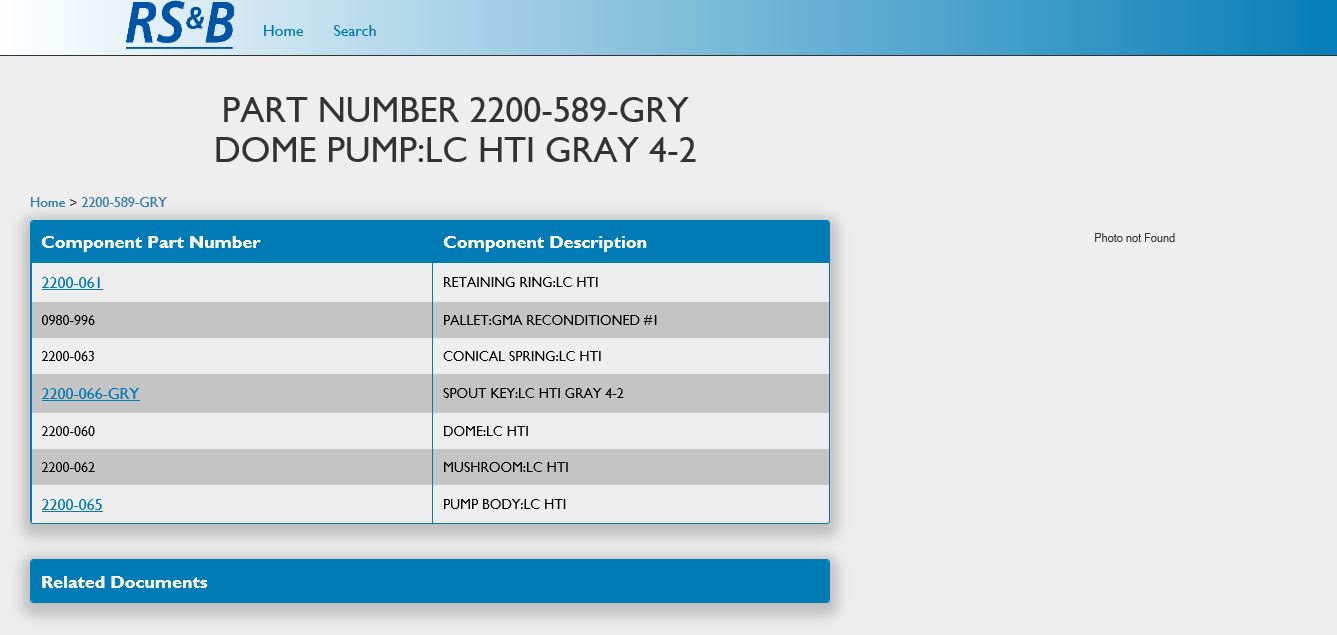 RS&B Home Search
PART NUMBER 2200-589-GRY
DOME PUMP:LC HTI GRAY 4-2
Home > 2200-589-GRY
Component Part Number Component Description
Photo not Found
2200-061 RETAINING RING:LC HTI
0980-996 PALLET:GMA RECONDITIONED #1
2200-063 CONICAL SPRING:LC HTI
2200-066-GRY SPOUT KEY:LC HTI GRAY 4-2
2200-060 DOME:LC HTI
2200-062 MUSHROOM:LC HTI
2200-065 PUMP BODY:LC HTI
Related Documents